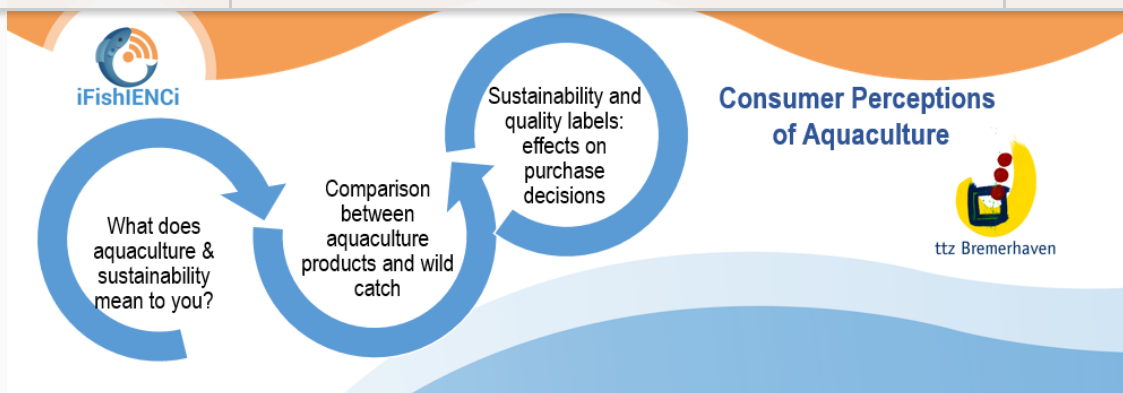 iFishIENCi
What does
aquaculture &
sustainability
mean to you?
Comparison
between
aquaculture
products and wild
catch
Sustainability and
quality labels:
effects on
purchase
decisions
Consumer Perceptions
of Aquaculture
ttz Bremerhaven